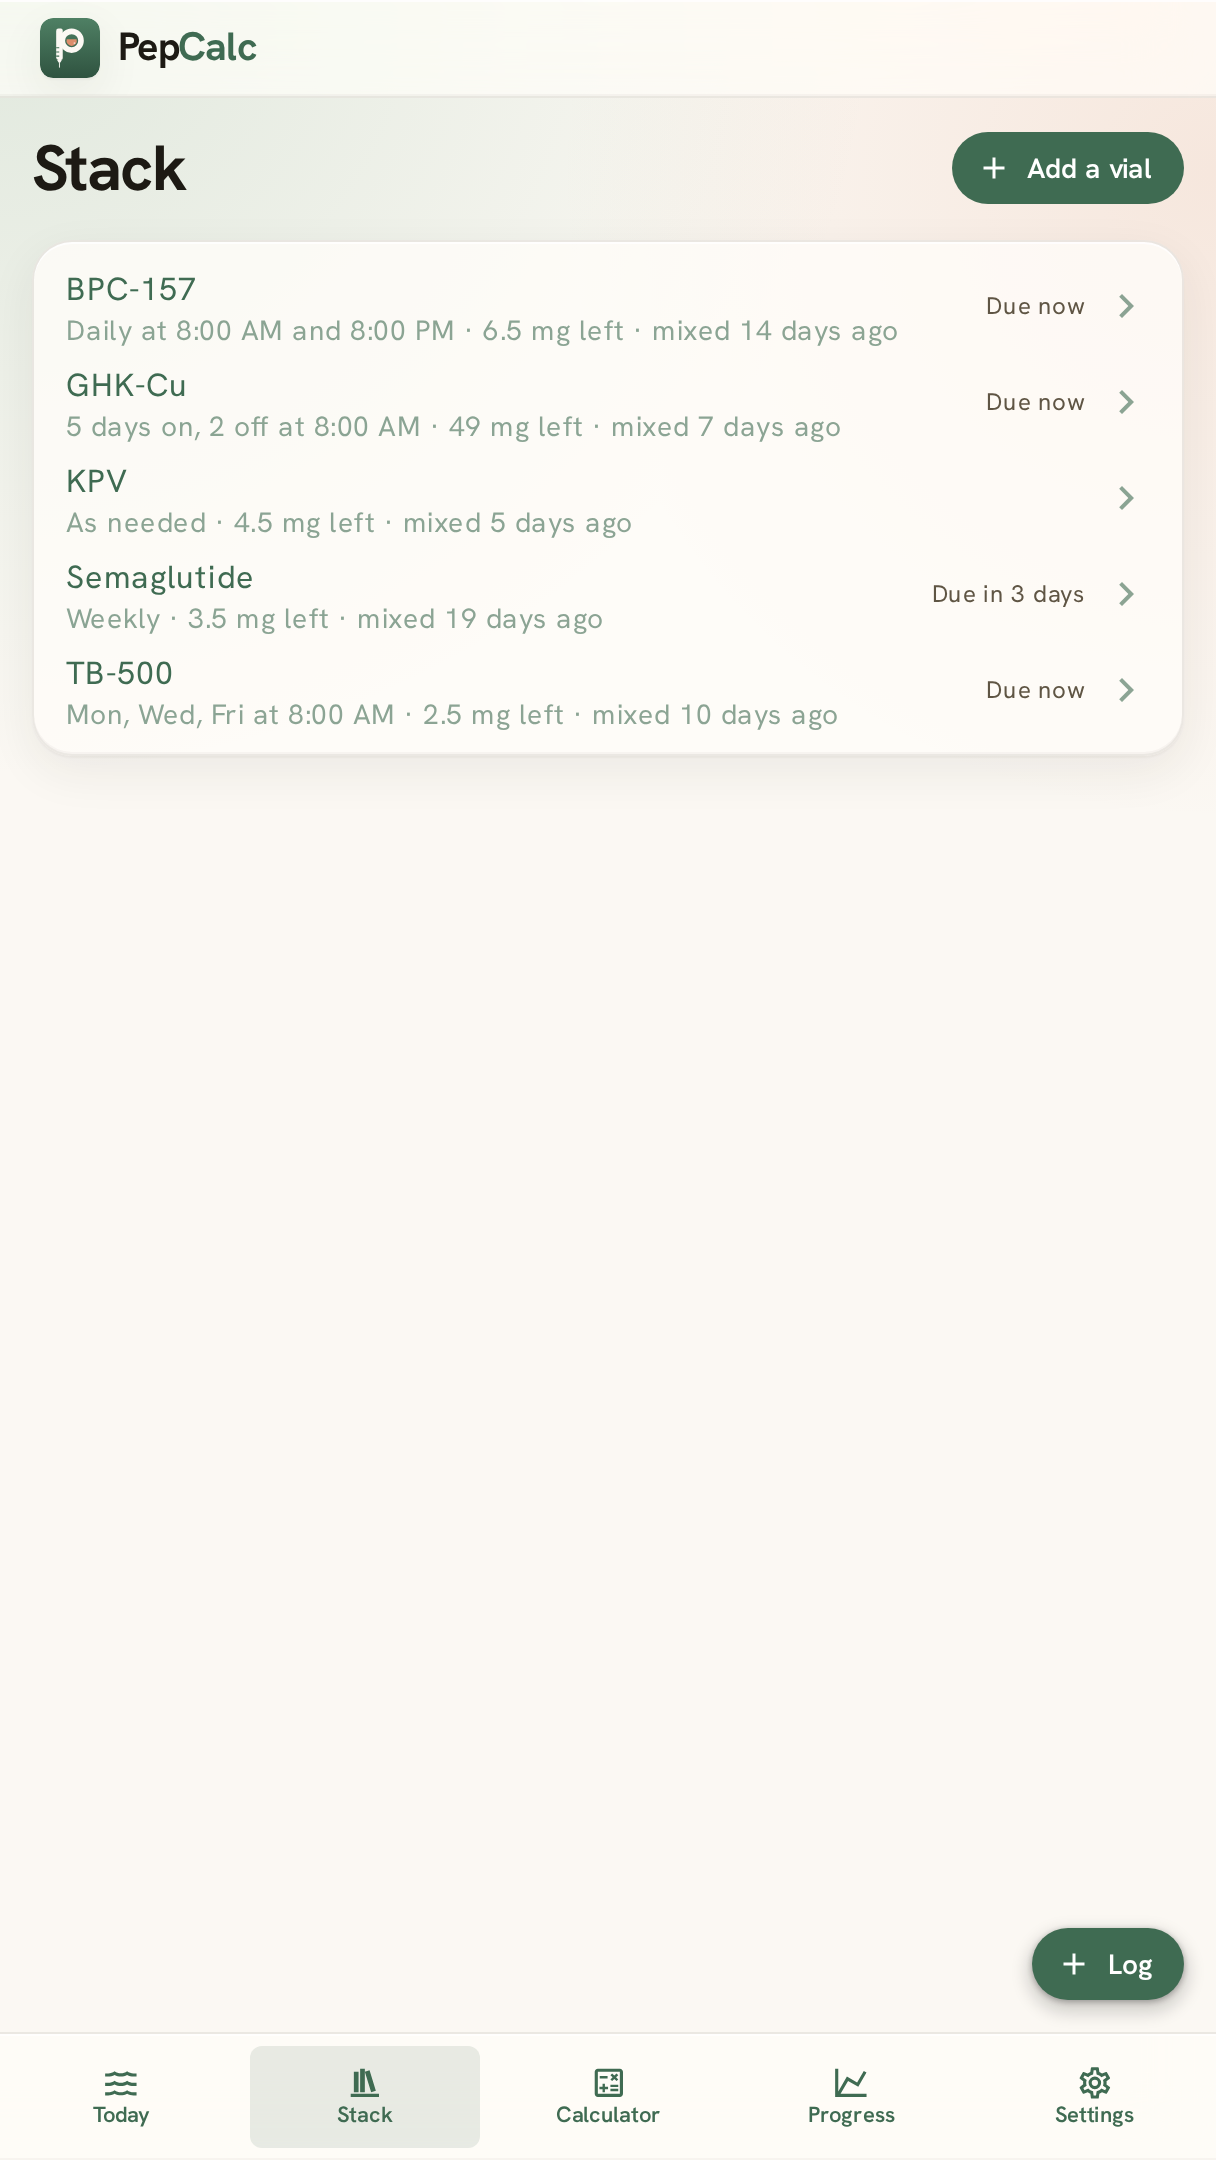 PepCalc
Stack
Add a vial
BPC-157
Daily at 8:00 AM and 8:00 PM · 6.5 mg left · mixed 14 days ago
Due now
GHK-Cu
5 days on, 2 off at 8:00 AM · 49 mg left · mixed 7 days ago
Due now
KPV
As needed · 4.5 mg left · mixed 5 days ago
Semaglutide
Weekly · 3.5 mg left · mixed 19 days ago
Due in 3 days
TB-500
Mon, Wed, Fri at 8:00 AM · 2.5 mg left · mixed 10 days ago
Due now
Log
Today
Stack
Calculator
Progress
Settings